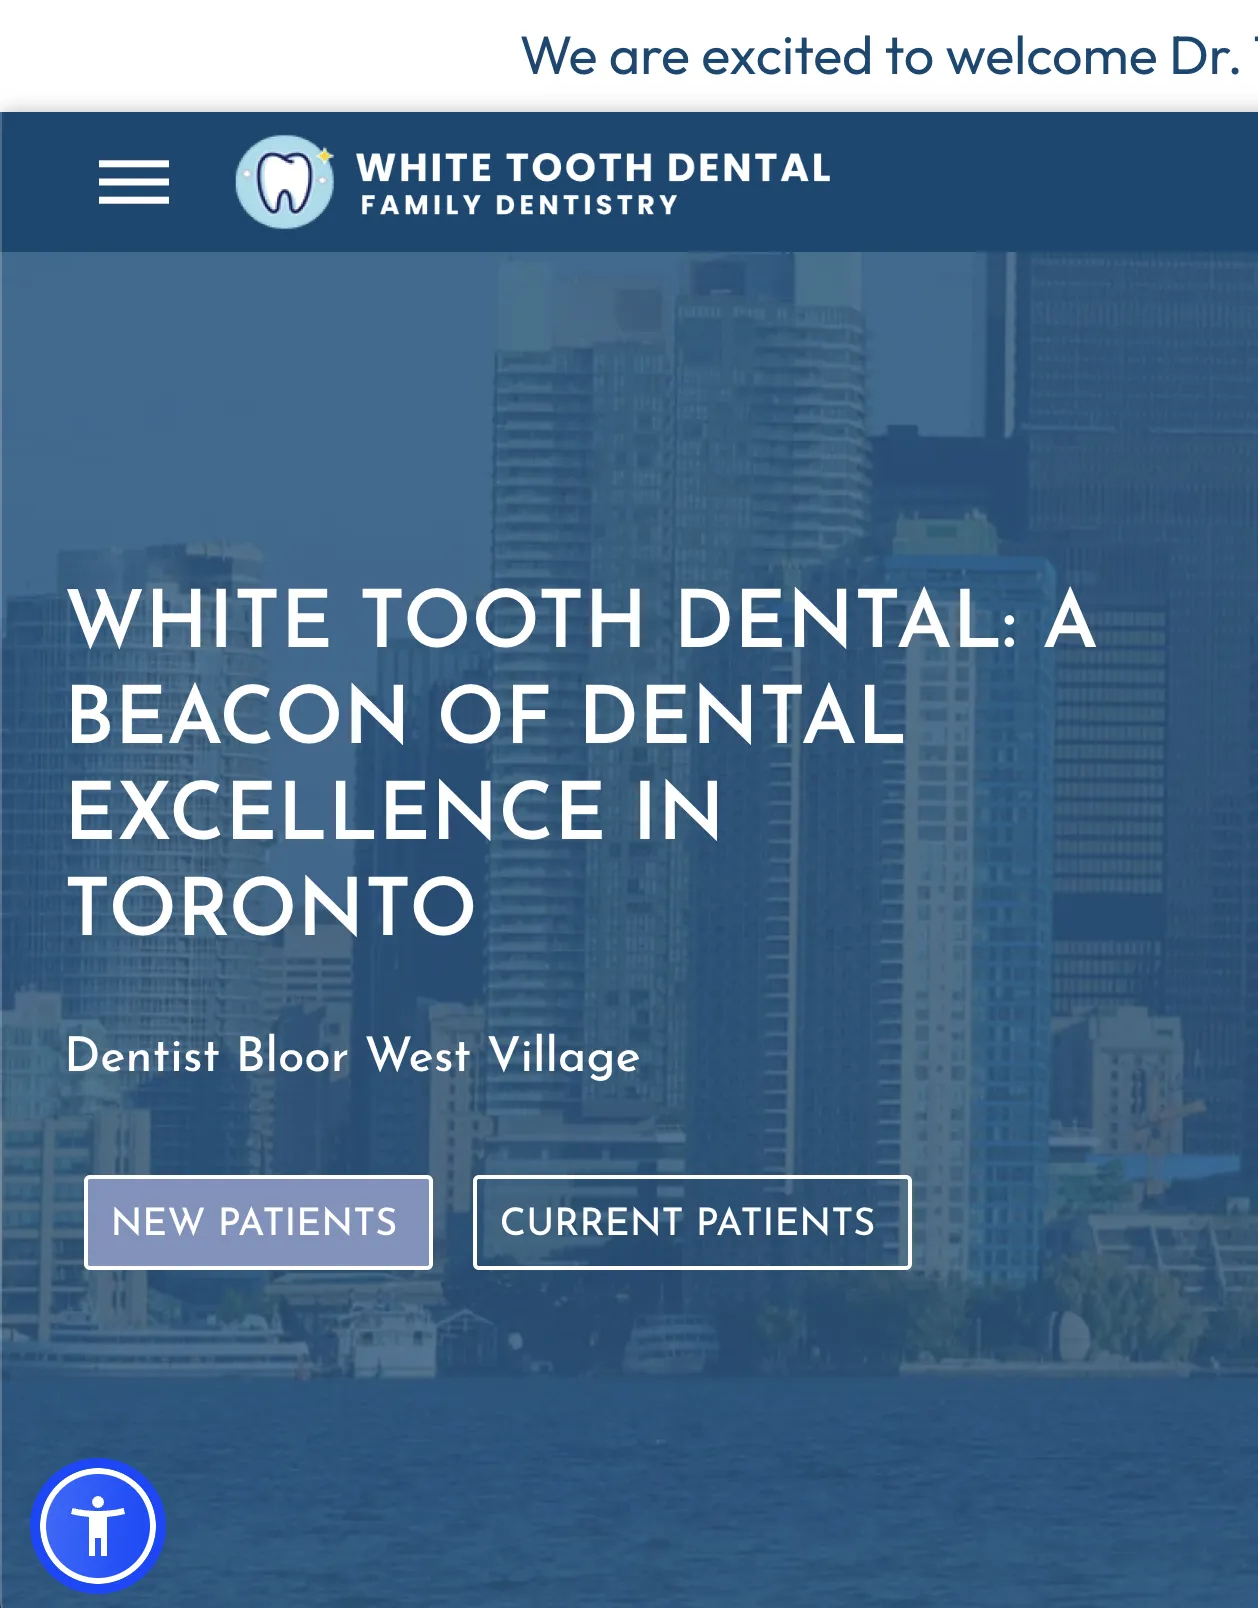 We are excited to welcome Dr.
WHITE TOOTH DENTAL
FAMILY DENTISTRY
WHITE TOOTH DENTAL: A
BEACON OF DENTAL
EXCELLENCE IN
TORONTO
Dentist Bloor West Village
NEW PATIENTS
CURRENT PATIENTS